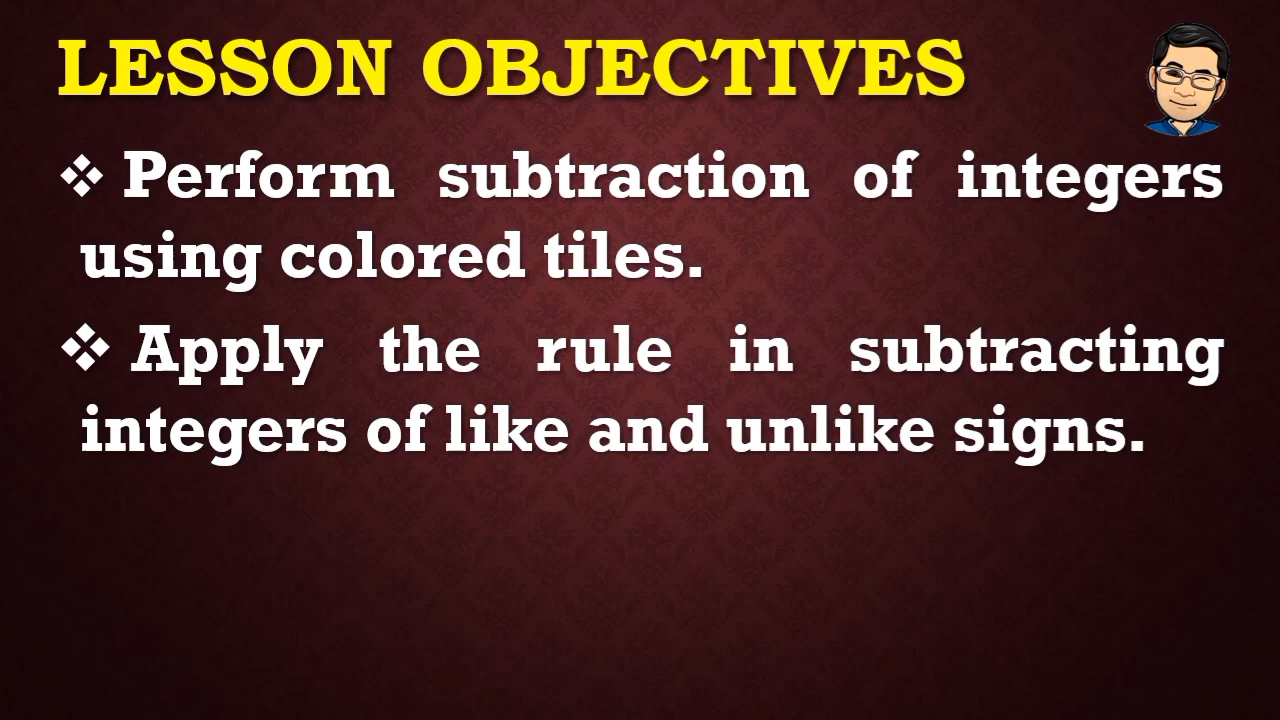 LESSON OBJECTIVES
❖ Perform subtraction of integers
using colored tiles.
❖ Apply the rule in subtracting
integers of like and unlike signs.